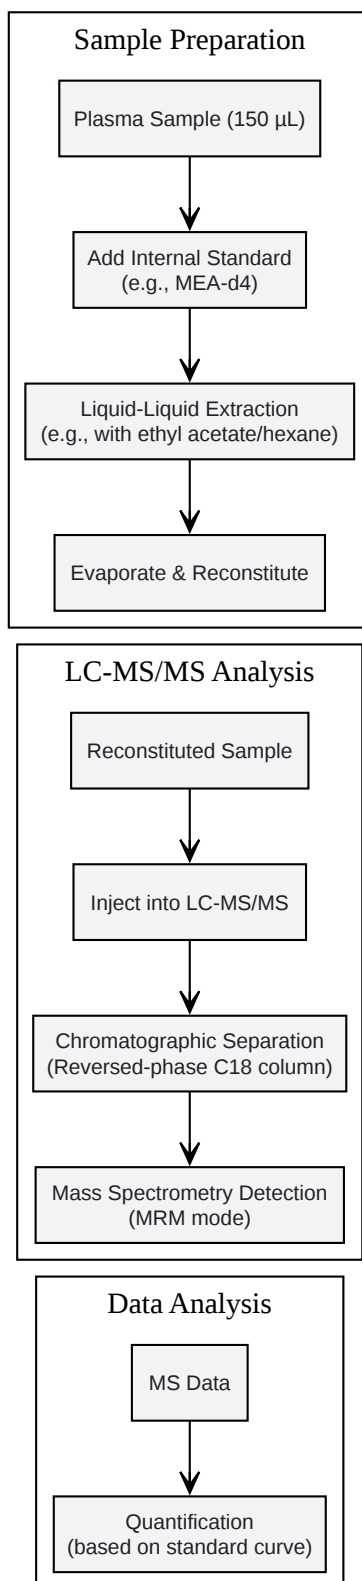 Sample Preparation
Plasma Sample (150 µL)
Add Internal Standard
(e.g., MEA-d4)
Liquid-Liquid Extraction
(e.g., with ethyl acetate/hexane)
Evaporate & Reconstitute
LC-MS/MS Analysis
Reconstituted Sample
Inject into LC-MS/MS
Chromatographic Separation
(Reversed-phase C18 column)
Mass Spectrometry Detection
(MRM mode)
Data Analysis
MS Data
Quantification
(based on standard curve)